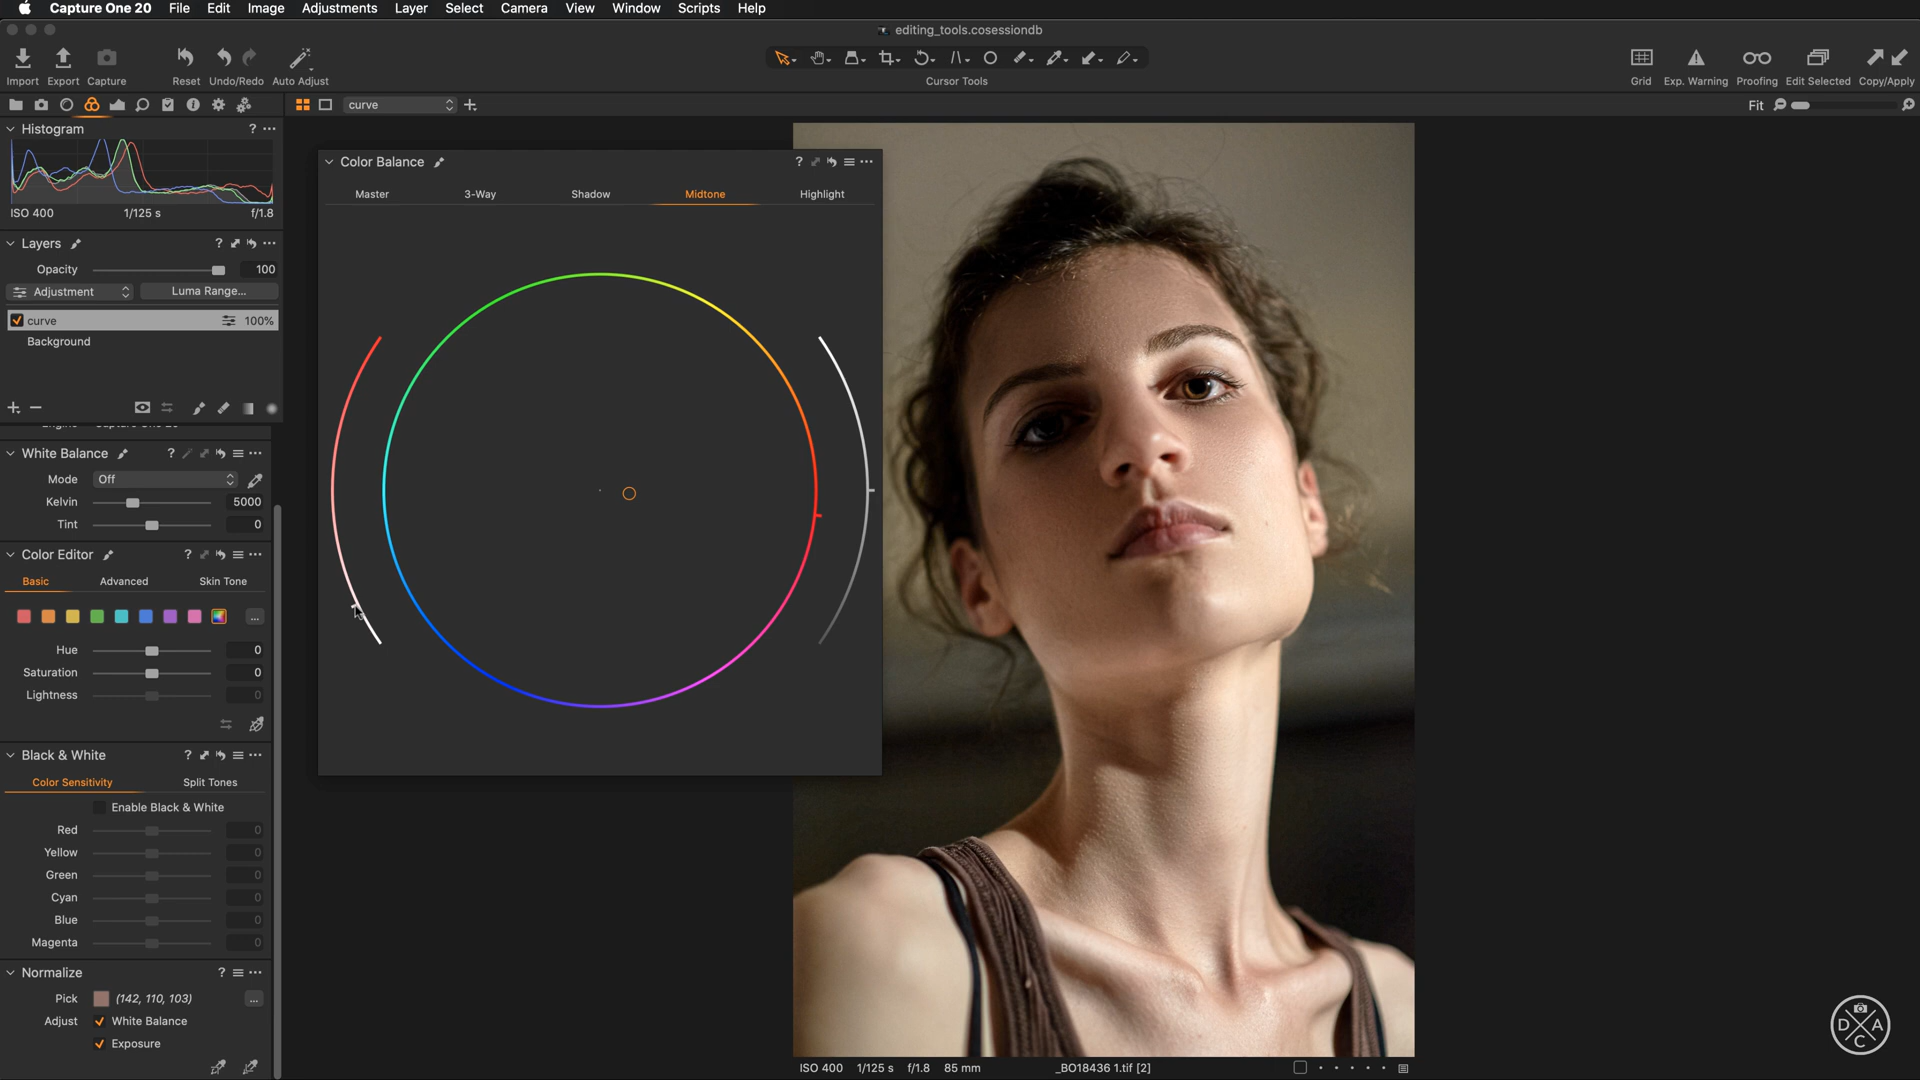 Capture One 20 File Edit Image Adjustments Layer Select Camera View Window Scripts Help
editing_tools.cosessiondb
Import Export Capture Reset Undo/Redo Auto Adjust Cursor Tools Grid Exp. Warning Proofing Edit Selected Copy/Apply
curve Fit
Histogram ? ...
ISO 400 1/125 s f/1.8
Layers ? ...
Opacity 100
Adjustment Luma Range...
curve 100%
Background
White Balance ? ...
Mode Off
Kelvin 5000
Tint 0
Color Editor ? ...
Basic Advanced Skin Tone
...
Hue 0
Saturation 0
Lightness 0
Black & White ? ...
Color Sensitivity Split Tones
Enable Black & White
Red 0
Yellow 0
Green 0
Cyan 0
Blue 0
Magenta 0
Normalize ? ...
Pick (142, 110, 103) ...
Adjust White Balance
Exposure
Color Balance ? ...
Master 3-Way Shadow Midtone Highlight
ISO 400 1/125 s f/1.8 85 mm _BO18436 1.tif [2]
D A C